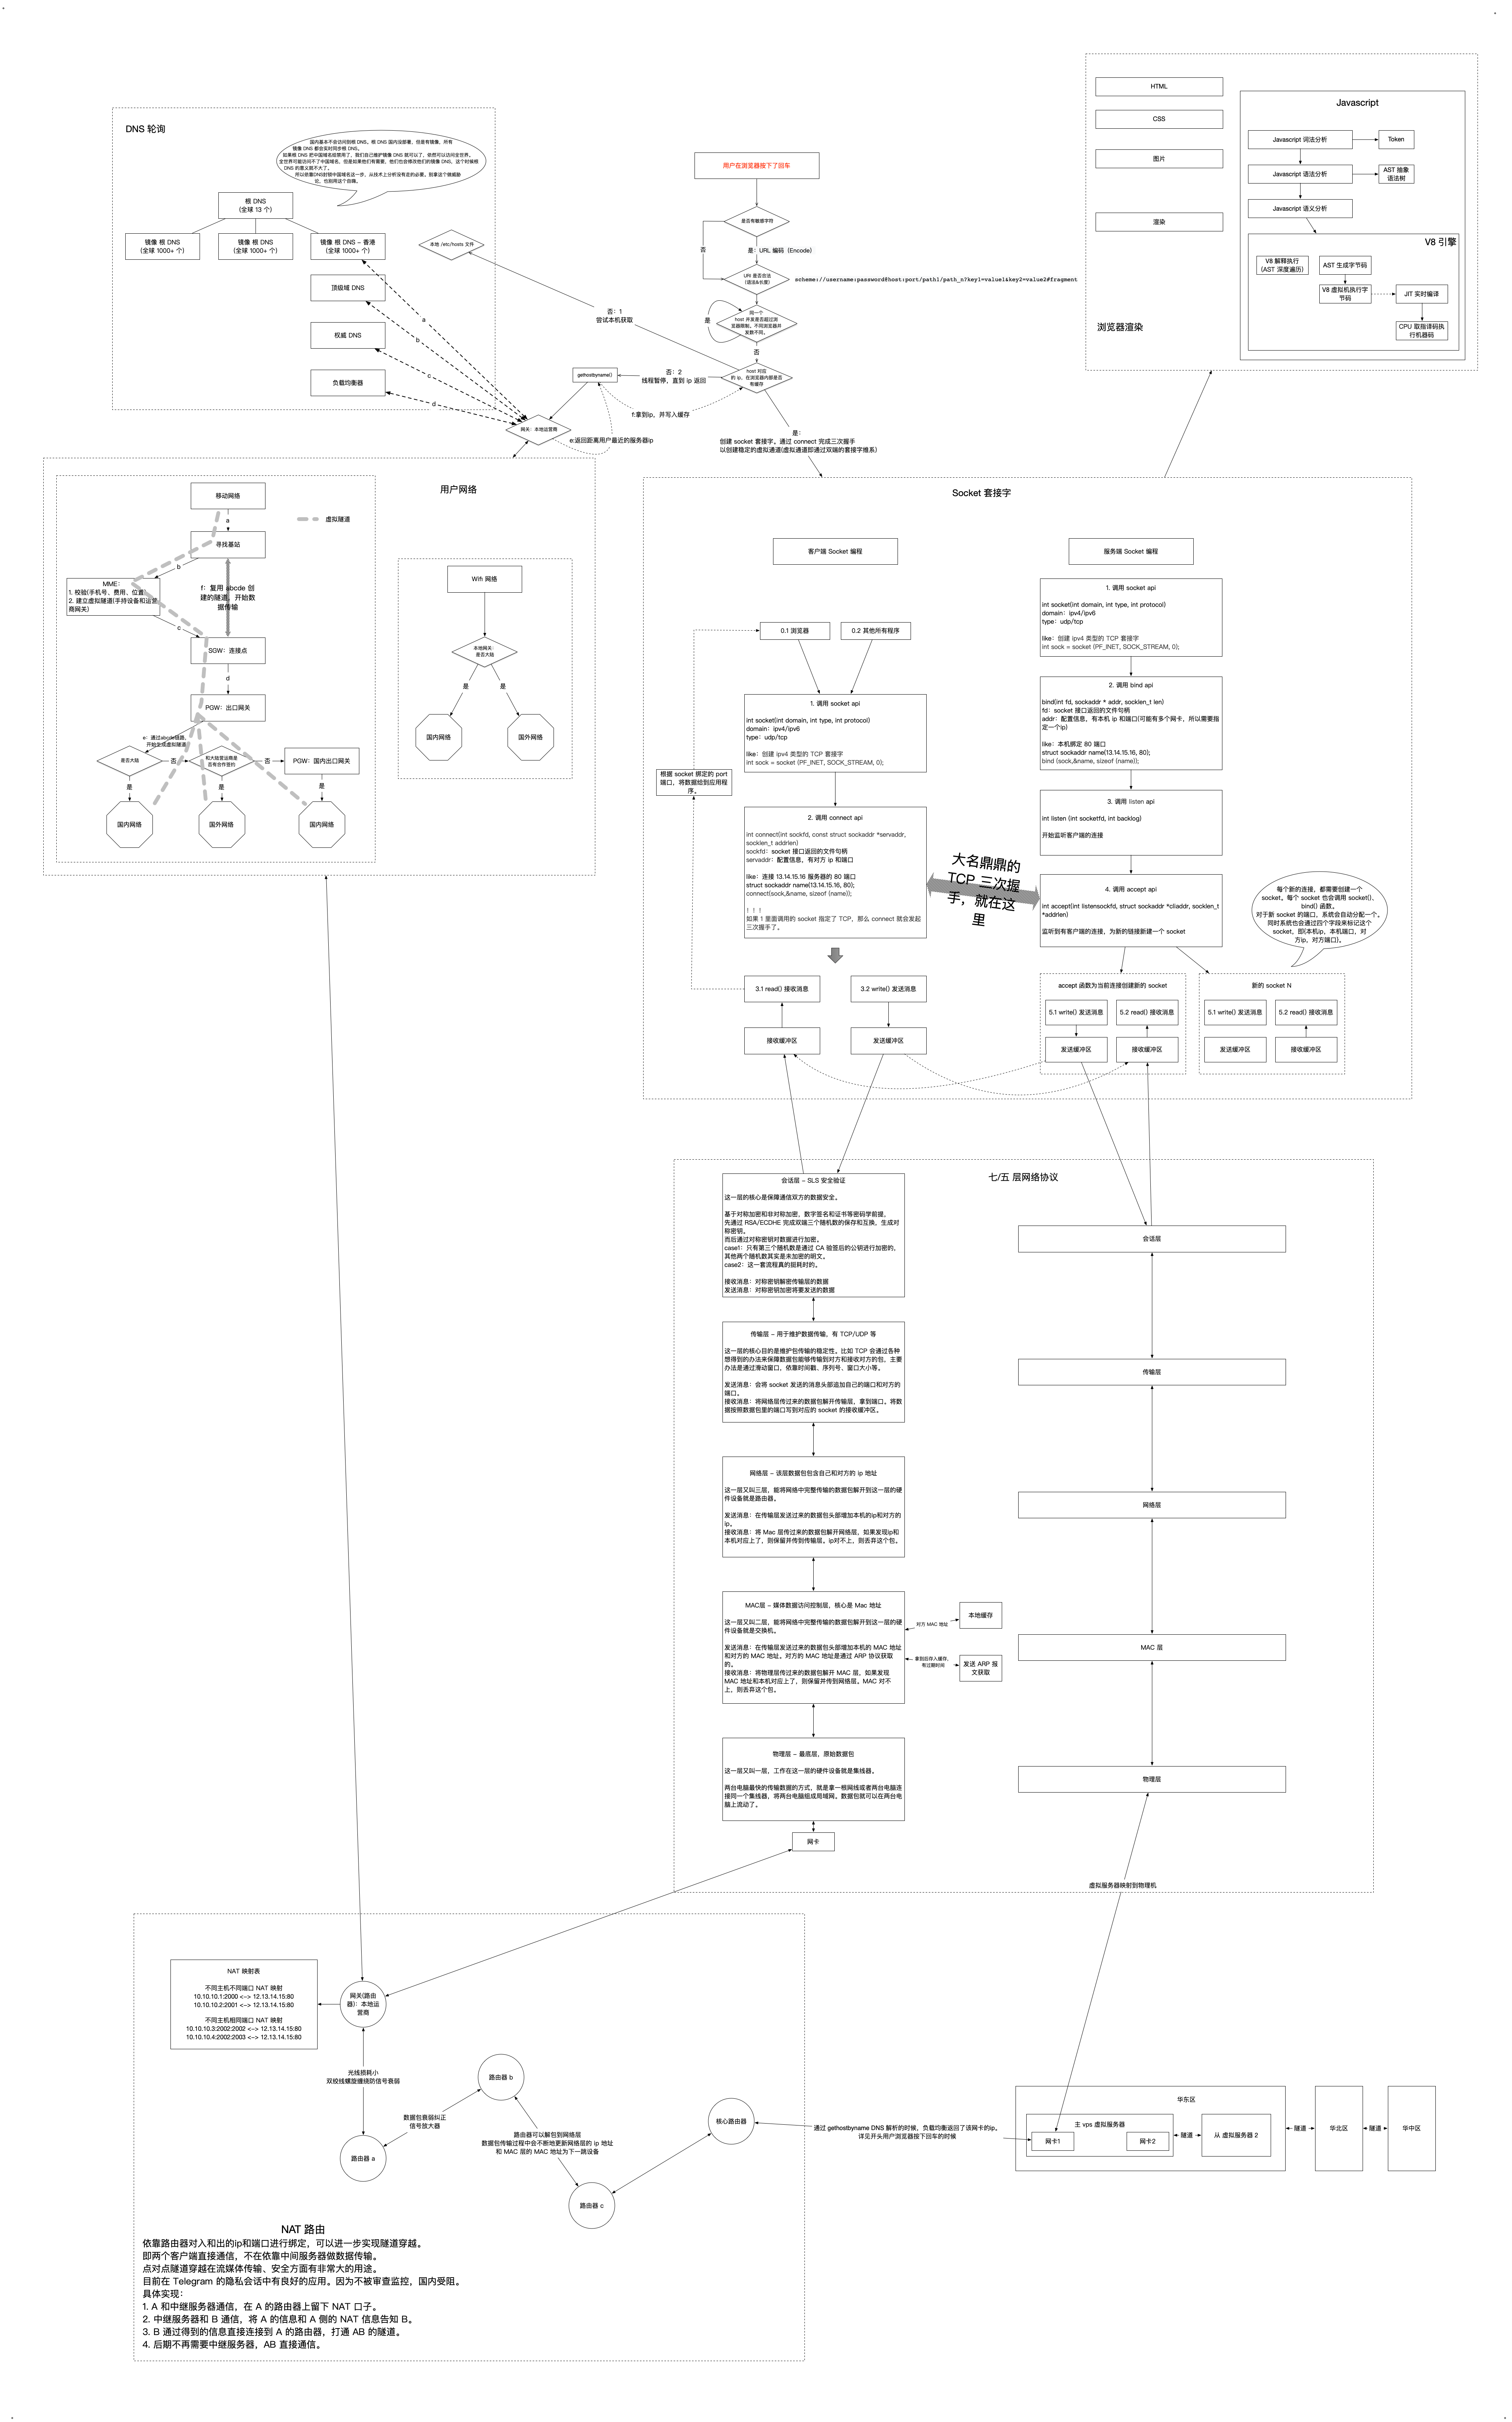 HTML
CSS
图片
渲染
浏览器渲染
Javascript
Javascript 词法分析
Token
Javascript 语法分析
AST 抽象
语法树
Javascript 语义分析
V8 引擎
V8 解释执行
(AST 深度遍历)
AST 生成字节码
V8 虚拟机执行字
节码
JIT 实时编译
CPU 取指译码执
行机器码
DNS 轮询
国内基本不会访问到根 DNS。根 DNS 国内没部署，但是有镜像，所有
镜像 DNS 都会实时同步根 DNS。
如果根 DNS 把中国域名给禁用了，我们自己维护镜像 DNS 就可以了，依然可以访问全世界。
全世界可能访问不了中国域名，但是如果他们有需要，他们也会修改他们的镜像 DNS，这个时候根
DNS 的意义就不大了。
所以依靠DNS封锁中国域名这一步，从技术上分析没有走的必要。别拿这个做威胁
论，也别用这个自嗨。
根 DNS
(全球 13 个)
镜像 根 DNS
(全球 1000+ 个)
镜像 根 DNS
(全球 1000+ 个)
镜像 根 DNS - 香港
(全球 1000+ 个)
顶级域 DNS
权威 DNS
负载均衡器
a
b
c
d
本地 /etc/hosts 文件
用户在浏览器按下了回车
是否有敏感字符
否
是：URL 编码（Encode）
URI 是否合法
(语法&长度)
scheme://username:password@host:port/path1/path_n?key1=value1&key2=value2#fragment
同一个
host 并发是否超过浏
览器限制。不同浏览器并
发数不同。
是
否
否：1
尝试本机获取
host 对应
的 ip，在浏览器内部是否
有缓存
否：2
线程暂停，直到 ip 返回
gethostbyname()
f:拿到ip，并写入缓存
网关：本地运营商
e:返回距离用户最近的服务器ip
是：
创建 socket 套接字。通过 connect 完成三次握手
以创建稳定的虚拟通道(虚拟通道即通过双端的套接字维系)
用户网络
移动网络
a
虚拟隧道
寻找基站
b
MME：
1. 校验(手机号、费用、位置)
2. 建立虚拟隧道(手持设备和运营
商网关)
f：复用 abcde 创
建的隧道，开始数
据传输
c
SGW：连接点
d
PGW：出口网关
e：通过abcde链路，
开始生成虚拟隧道
是否大陆
否
和大陆营运商是
否有合作签约
否
PGW：国内出口网关
是
是
是
国内网络
国外网络
国内网络
Wifi 网络
本地网关：
是否大陆
是
是
国内网络
国外网络
Socket 套接字
客户端 Socket 编程
服务端 Socket 编程
0.1 浏览器
0.2 其他所有程序
1. 调用 socket api
int socket(int domain, int type, int protocol)
domain：ipv4/ipv6
type：udp/tcp
like：创建 ipv4 类型的 TCP 套接字
int sock = socket (PF_INET, SOCK_STREAM, 0);
根据 socket 绑定的 port
端口，将数据给到应用程
序。
2. 调用 connect api
int connect(int sockfd, const struct sockaddr *servaddr,
socklen_t addrlen)
sockfd：socket 接口返回的文件句柄
servaddr：配置信息，有对方 ip 和端口
like：连接 13.14.15.16 服务器的 80 端口
struct sockaddr name(13.14.15.16, 80);
connect(sock,&name, sizeof (name));
！！！
如果 1 里面调用的 socket 指定了 TCP，那么 connect 就会发起
三次握手了。
3.1 read() 接收消息
3.2 write() 发送消息
接收缓冲区
发送缓冲区
大名鼎鼎的
TCP 三次握
手，就在这
里
1. 调用 socket api
int socket(int domain, int type, int protocol)
domain：ipv4/ipv6
type：udp/tcp
like：创建 ipv4 类型的 TCP 套接字
int sock = socket (PF_INET, SOCK_STREAM, 0);
2. 调用 bind api
bind(int fd, sockaddr * addr, socklen_t len)
fd：socket 接口返回的文件句柄
addr：配置信息，有本机 ip 和端口(可能有多个网卡，所以需要指
定一个ip)
like：本机绑定 80 端口
struct sockaddr name(13.14.15.16, 80);
bind (sock,&name, sizeof (name));
3. 调用 listen api
int listen (int socketfd, int backlog)
开始监听客户端的连接
4. 调用 accept api
int accept(int listensockfd, struct sockaddr *cliaddr, socklen_t
*addrlen)
监听到有客户端的连接，为新的链接新建一个 socket
每个新的连接，都需要创建一个
socket。每个 socket 也会调用 socket()、
bind() 函数。
对于新 socket 的端口，系统会自动分配一个。
同时系统也会通过四个字段来标记这个
socket，即(本机ip，本机端口，对
方ip，对方端口)。
accept 函数为当前连接创建新的 socket
5.1 write() 发送消息
5.2 read() 接收消息
发送缓冲区
接收缓冲区
新的 socket N
5.1 write() 发送消息
5.2 read() 接收消息
发送缓冲区
接收缓冲区
七/五 层网络协议
会话层 - SLS 安全验证
这一层的核心是保障通信双方的数据安全。
基于对称加密和非对称加密，数字签名和证书等密码学前提，
先通过 RSA/ECDHE 完成双端三个随机数的保存和互换，生成对
称密钥。
而后通过对称密钥对数据进行加密。
case1：只有第三个随机数是通过 CA 验签后的公钥进行加密的，
其他两个随机数其实是未加密的明文。
case2：这一套流程真的挺耗时的。
接收消息：对称密钥解密传输层的数据
发送消息：对称密钥加密将要发送的数据
传输层 - 用于维护数据传输，有 TCP/UDP 等
这一层的核心目的是维护包传输的稳定性。比如 TCP 会通过各种
想得到的办法来保障数据包能够传输到对方和接收对方的包，主要
办法是通过滑动窗口，依靠时间戳、序列号、窗口大小等。
发送消息：会将 socket 发送的消息头部追加自己的端口和对方的
端口。
接收消息：将网络层传过来的数据包解开传输层，拿到端口。将数
据按照数据包里的端口写到对应的 socket 的接收缓冲区。
网络层 - 该层数据包包含自己和对方的 ip 地址
这一层又叫三层，能将网络中完整传输的数据包解开到这一层的硬
件设备就是路由器。
发送消息：在传输层发送过来的数据包头部增加本机的ip和对方的
ip。
接收消息：将 Mac 层传过来的数据包解开网络层，如果发现ip和
本机对应上了，则保留并传到传输层。ip对不上，则丢弃这个包。
MAC层 - 媒体数据访问控制层，核心是 Mac 地址
这一层又叫二层，能将网络中完整传输的数据包解开到这一层的硬
件设备就是交换机。
发送消息：在传输层发送过来的数据包头部增加本机的 MAC 地址
和对方的 MAC 地址。对方的 MAC 地址是通过 ARP 协议获取
的。
接收消息：将物理层传过来的数据包解开 MAC 层，如果发现
MAC 地址和本机对应上了，则保留并传到网络层。MAC 对不
上，则丢弃这个包。
对方 MAC 地址
本地缓存
拿到后存入缓存，
有过期时间
发送 ARP 报
文获取
物理层 - 最底层，原始数据包
这一层又叫一层，工作在这一层的硬件设备就是集线器。
两台电脑最快的传输数据的方式，就是拿一根网线或者两台电脑连
接同一个集线器，将两台电脑组成局域网。数据包就可以在两台电
脑上流动了。
网卡
会话层
传输层
网络层
MAC 层
物理层
虚拟服务器映射到物理机
NAT 映射表
不同主机不同端口 NAT 映射
10.10.10.1:2000 <-> 12.13.14.15:80
10.10.10.2:2001 <-> 12.13.14.15:80
不同主机相同端口 NAT 映射
10.10.10.3:2002:2002 <-> 12.13.14.15:80
10.10.10.4:2002:2003 <-> 12.13.14.15:80
网关(路由
器)：本地运
营商
光线损耗小
双绞线螺旋缠绕防信号衰弱
路由器 a
数据包衰弱纠正
信号放大器
路由器 b
路由器可以解包到网络层
数据包传输过程中会不断地更新网络层的 ip 地址
和 MAC 层的 MAC 地址为下一跳设备
路由器 c
核心路由器
通过 gethostbyname DNS 解析的时候，负载均衡返回了该网卡的ip。
详见开头用户浏览器按下回车的时候
华东区
主 vps 虚拟服务器
网卡1
网卡2
隧道
从 虚拟服务器 2
隧道
华北区
隧道
华中区
NAT 路由
依靠路由器对入和出的ip和端口进行绑定，可以进一步实现隧道穿越。
即两个客户端直接通信，不在依靠中间服务器做数据传输。
点对点隧道穿越在流媒体传输、安全方面有非常大的用途。
目前在 Telegram 的隐私会话中有良好的应用。因为不被审查监控，国内受阻。
具体实现：
1. A 和中继服务器通信，在 A 的路由器上留下 NAT 口子。
2. 中继服务器和 B 通信，将 A 的信息和 A 侧的 NAT 信息告知 B。
3. B 通过得到的信息直接连接到 A 的路由器，打通 AB 的隧道。
4. 后期不再需要中继服务器，AB 直接通信。